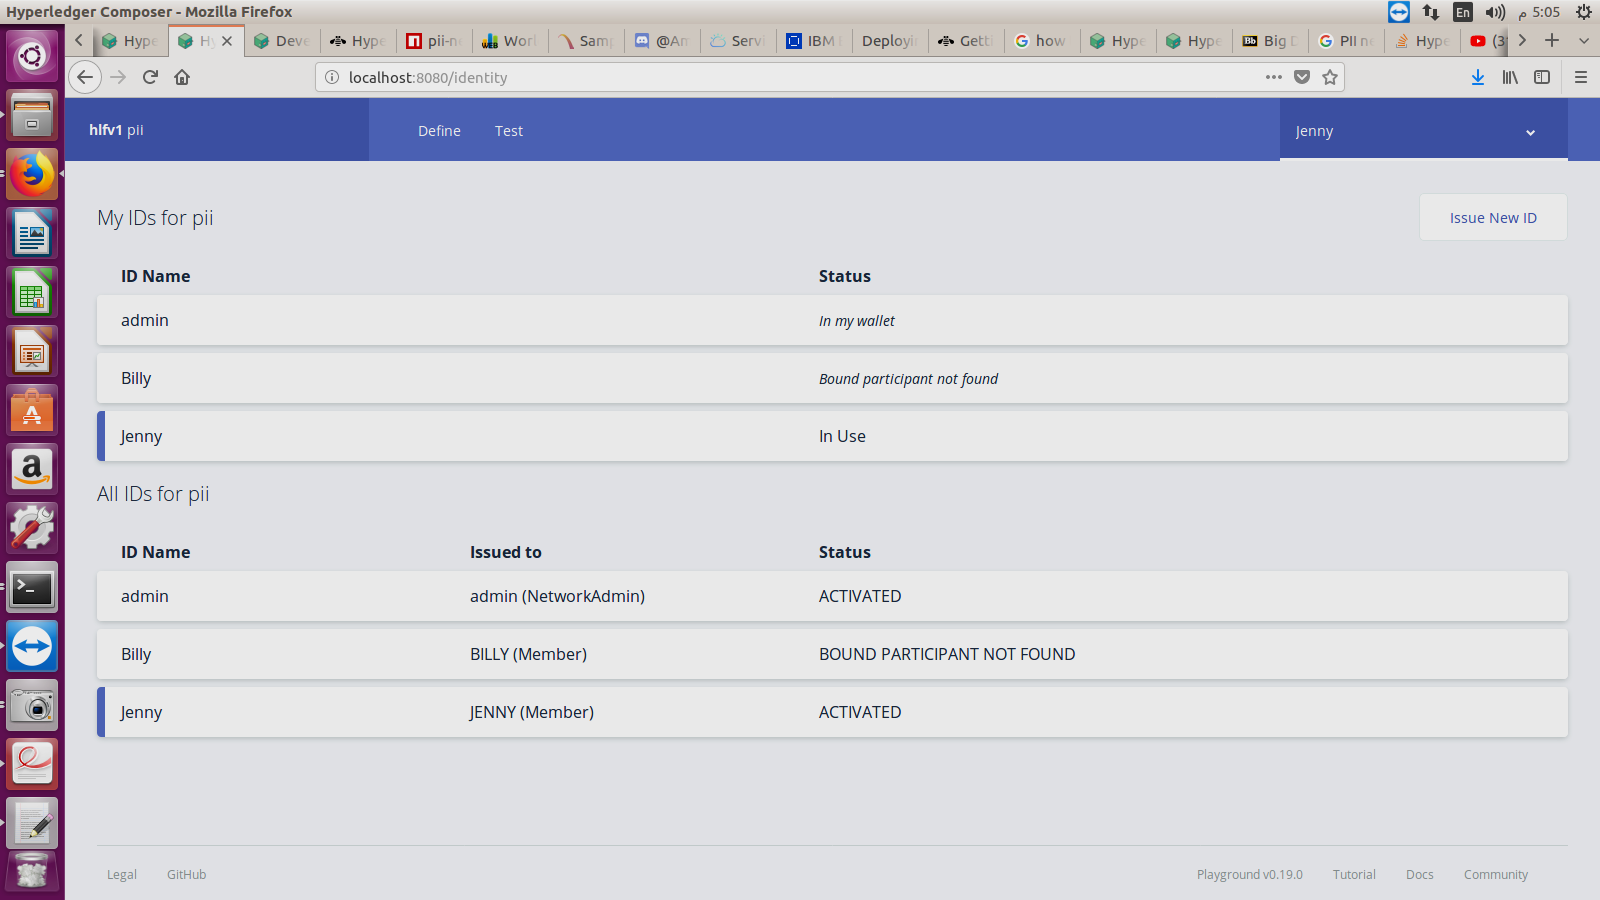 Hyperledger Composer - Mozilla Firefox
En
5:05 م
Hype
Hy
Deve
Hype
pii-n
Worl
Samp
@Am
Servi
IBM
Deployin
Getti
how
Hype
Hype
Big D
PII ne
Hype
(3
localhost:8080/identity
hlfv1 pii
Define
Test
Jenny
My IDs for pii
Issue New ID
ID Name Status
admin In my wallet
Billy Bound participant not found
Jenny In Use
All IDs for pii
ID Name Issued to Status
admin admin (NetworkAdmin) ACTIVATED
Billy BILLY (Member) BOUND PARTICIPANT NOT FOUND
Jenny JENNY (Member) ACTIVATED
Legal GitHub Playground v0.19.0 Tutorial Docs Community